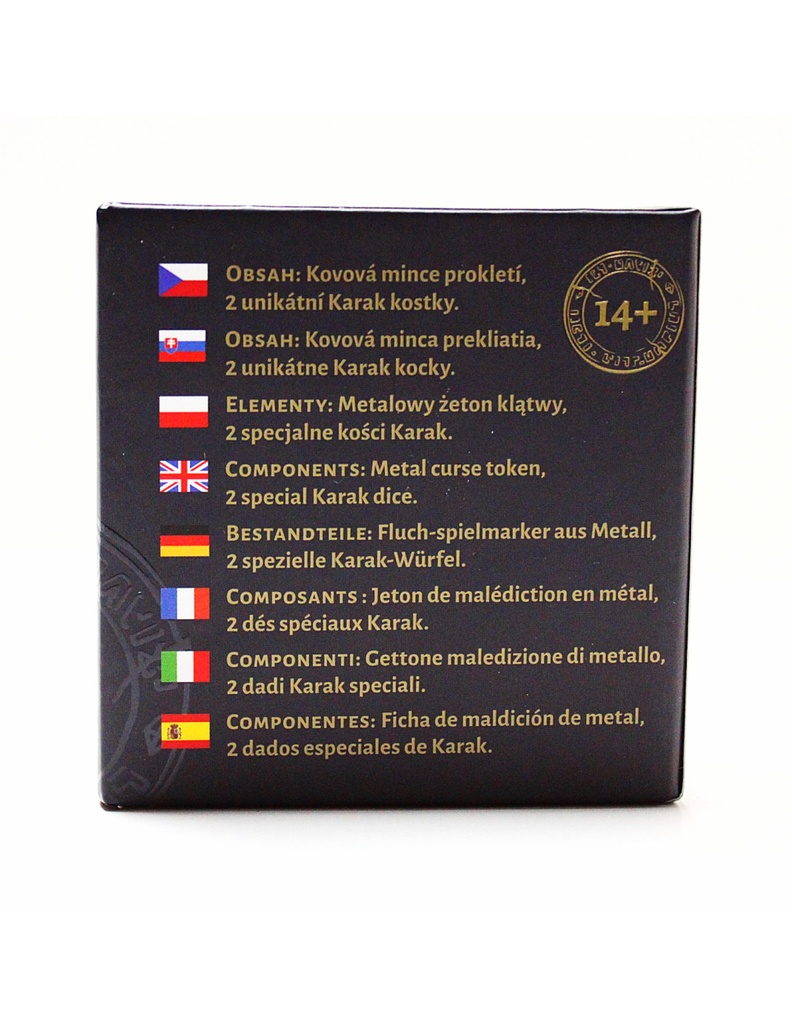 Obsah: Kovová mince prokletí,
2 unikátní Karak kostky.
14+
Obsah: Kovová minca prekliatia,
2 unikátne Karak kocky.
Elementy: Metalowy żeton klątwy,
2 specjalne kości Karak.
Components: Metal curse token,
2 special Karak dice.
Bestandteile: Fluch-spielmarker aus Metall,
2 spezielle Karak-Würfel.
Composants : Jeton de malédiction en métal,
2 dés spéciaux Karak.
Componenti: Gettone maledizione di metallo,
2 dadi Karak speciali.
Componentes: Ficha de maldición de metal,
2 dados especiales de Karak.